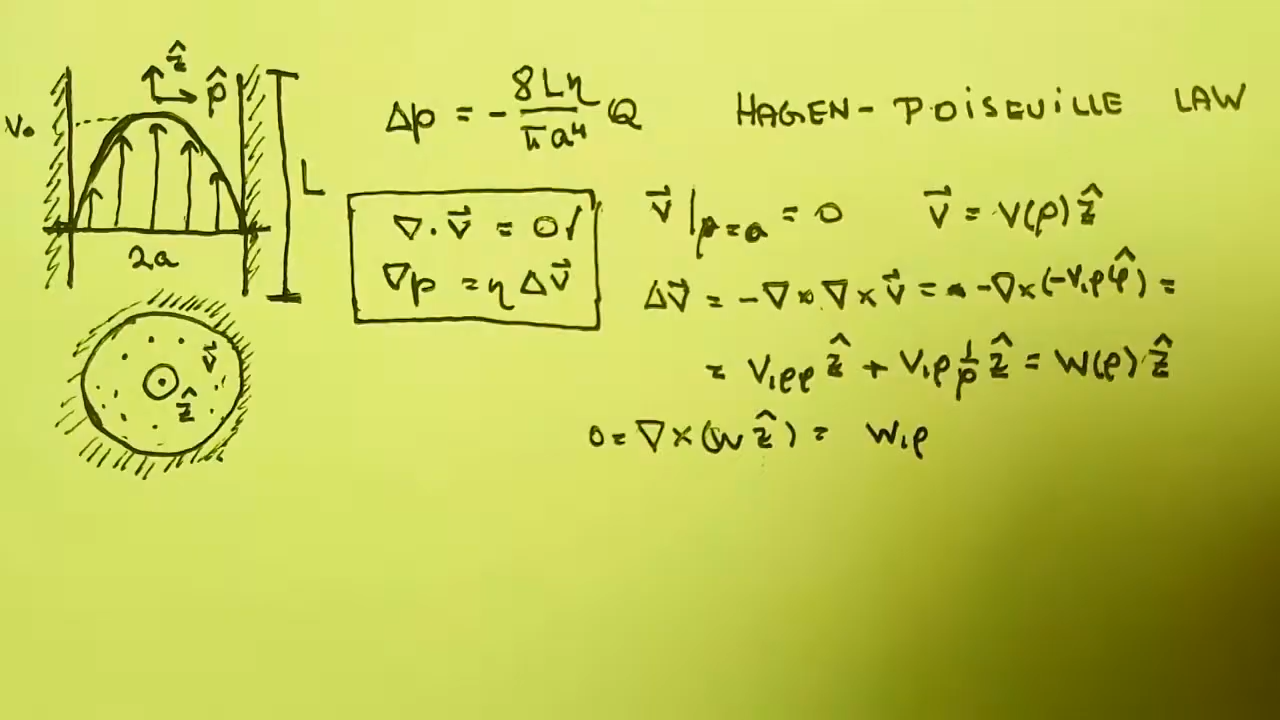 HAGEN-POISEUILLE LAW
Δp = - 8Lη/πa⁴ Q
ẑ
ρ̂
v₀
L
2a
∇·v⃗ = 0✓
∇p = η Δv⃗
v⃗|ρ=a = 0 v⃗ = v(ρ)ẑ
Δv⃗ = -∇×∇×v⃗ = -∇×(-v,ρ φ̂) =
= v,ρρ ẑ + v,ρ 1/ρ ẑ = w(ρ) ẑ
0 = ∇×(w ẑ) = w,ρ
v⃗
ẑ